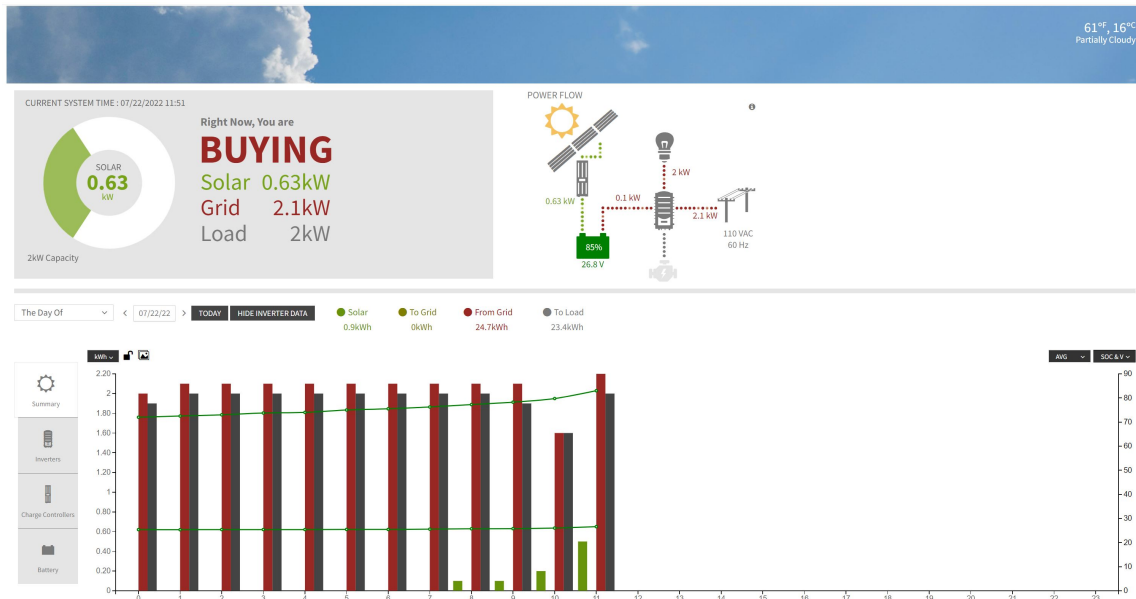 61°F, 16°C
Partially Cloudy
CURRENT SYSTEM TIME : 07/22/2022 11:51
SOLAR
0.63
kW
2kW Capacity
Right Now, You are
BUYING
Solar 0.63kW
Grid 2.1kW
Load 2kW
POWER FLOW
2 kW
0.63 kW
0.1 kW
2.1 kW
110 VAC
60 Hz
85%
26.8 V
The Day Of
07/22/22
TODAY
HIDE INVERTER DATA
Solar
0.9kWh
To Grid
0kWh
From Grid
24.7kWh
To Load
23.4kWh
kWh
AVG
SOC & V
Summary
Inverters
Charge Controllers
Battery
2.20
2
1.80
1.60
1.40
1.20
1
0.80
0.60
0.40
0.20
0
90
80
70
60
50
40
30
20
10
0
0 1 2 3 4 5 6 7 8 9 10 11 12 13 14 15 16 17 18 19 20 21 22 23